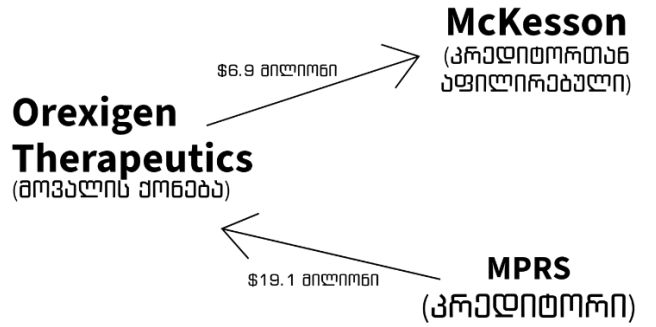 McKesson
(კრედიტორთან
აფილირებული)
$6.9 მილიონი
Orexigen
Therapeutics
(მოვალის ქონება)
$19.1 მილიონი
MPRS
(კრედიტორი)